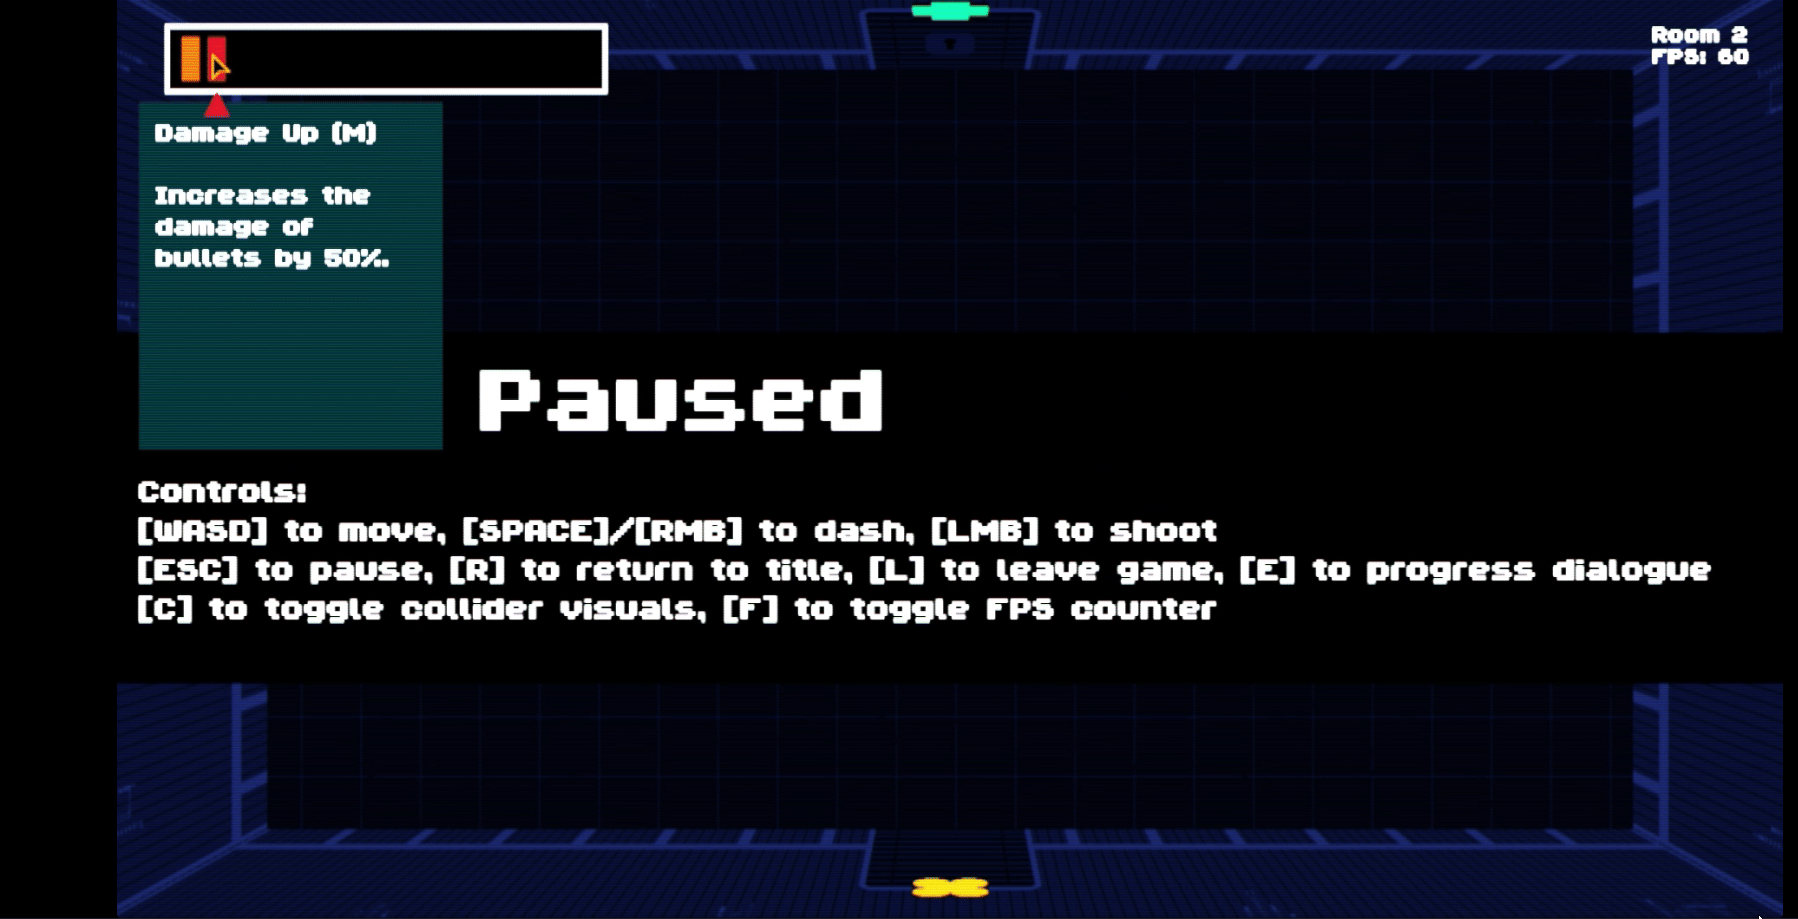 Room 2
FPS: 60
Damage Up (M)
Increases the
damage of
bullets by 50%.
Paused
Controls:
[WASD] to move, [SPACE]/[RMB] to dash, [LMB] to shoot
[ESC] to pause, [R] to return to title, [L] to leave game, [E] to progress dialogue
[C] to toggle collider visuals, [F] to toggle FPS counter